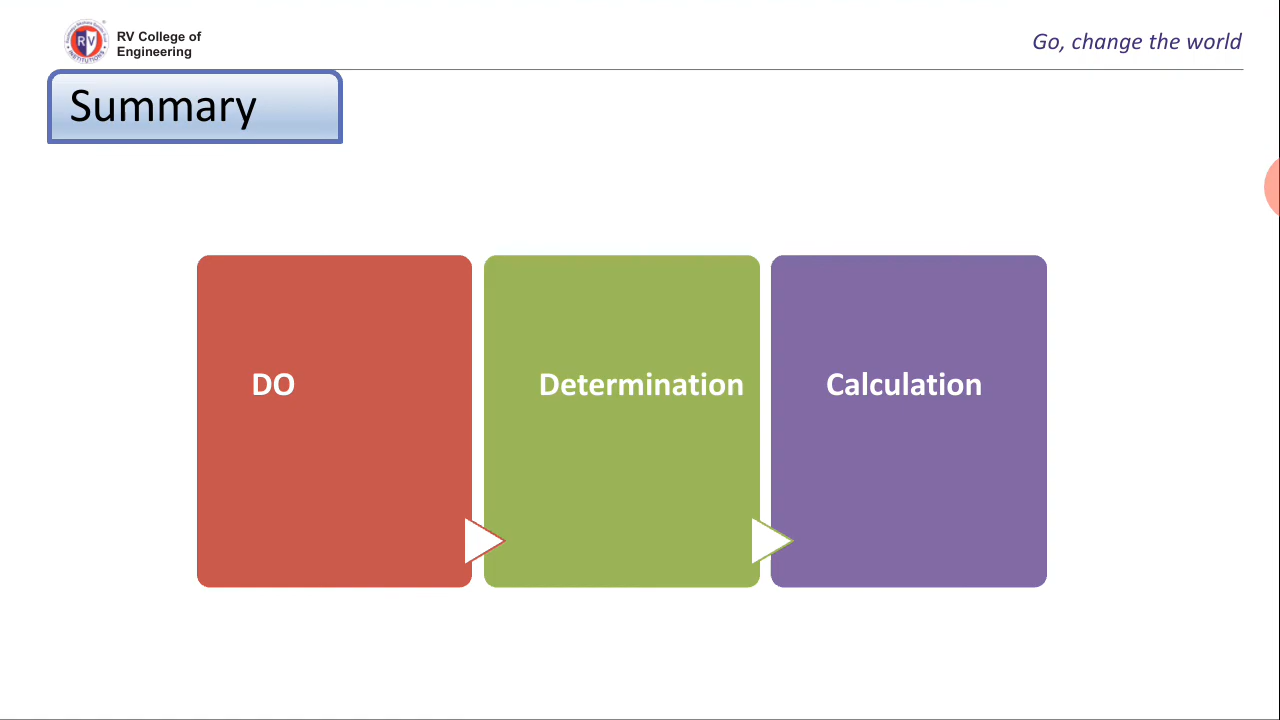 RV College of
Engineering
Go, change the world
Summary
DO
Determination
Calculation